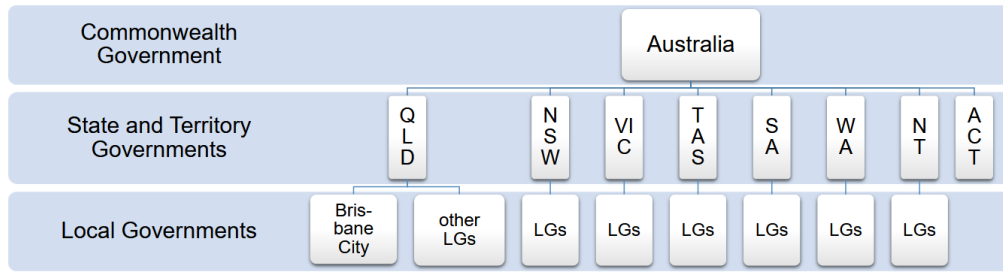 Commonwealth
Government
Australia
State and Territory
Governments
Q
L
D
N
S
W
VI
C
T
A
S
S
A
W
A
N
T
A
C
T
Local Governments
Bris-
bane
City
other
LGs
LGs
LGs
LGs
LGs
LGs
LGs